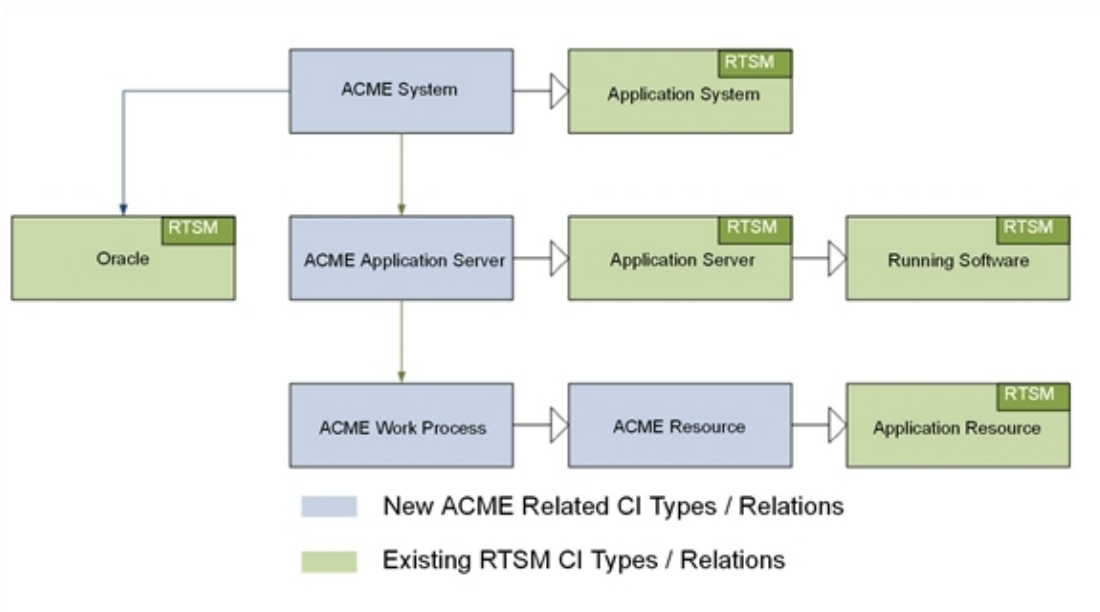 RTSM
ACME System
Application System
RTSM
Oracle
ACME Application Server
RTSM
Application Server
RTSM
Running Software
ACME Work Process
ACME Resource
RTSM
Application Resource
New ACME Related CI Types / Relations
Existing RTSM CI Types / Relations